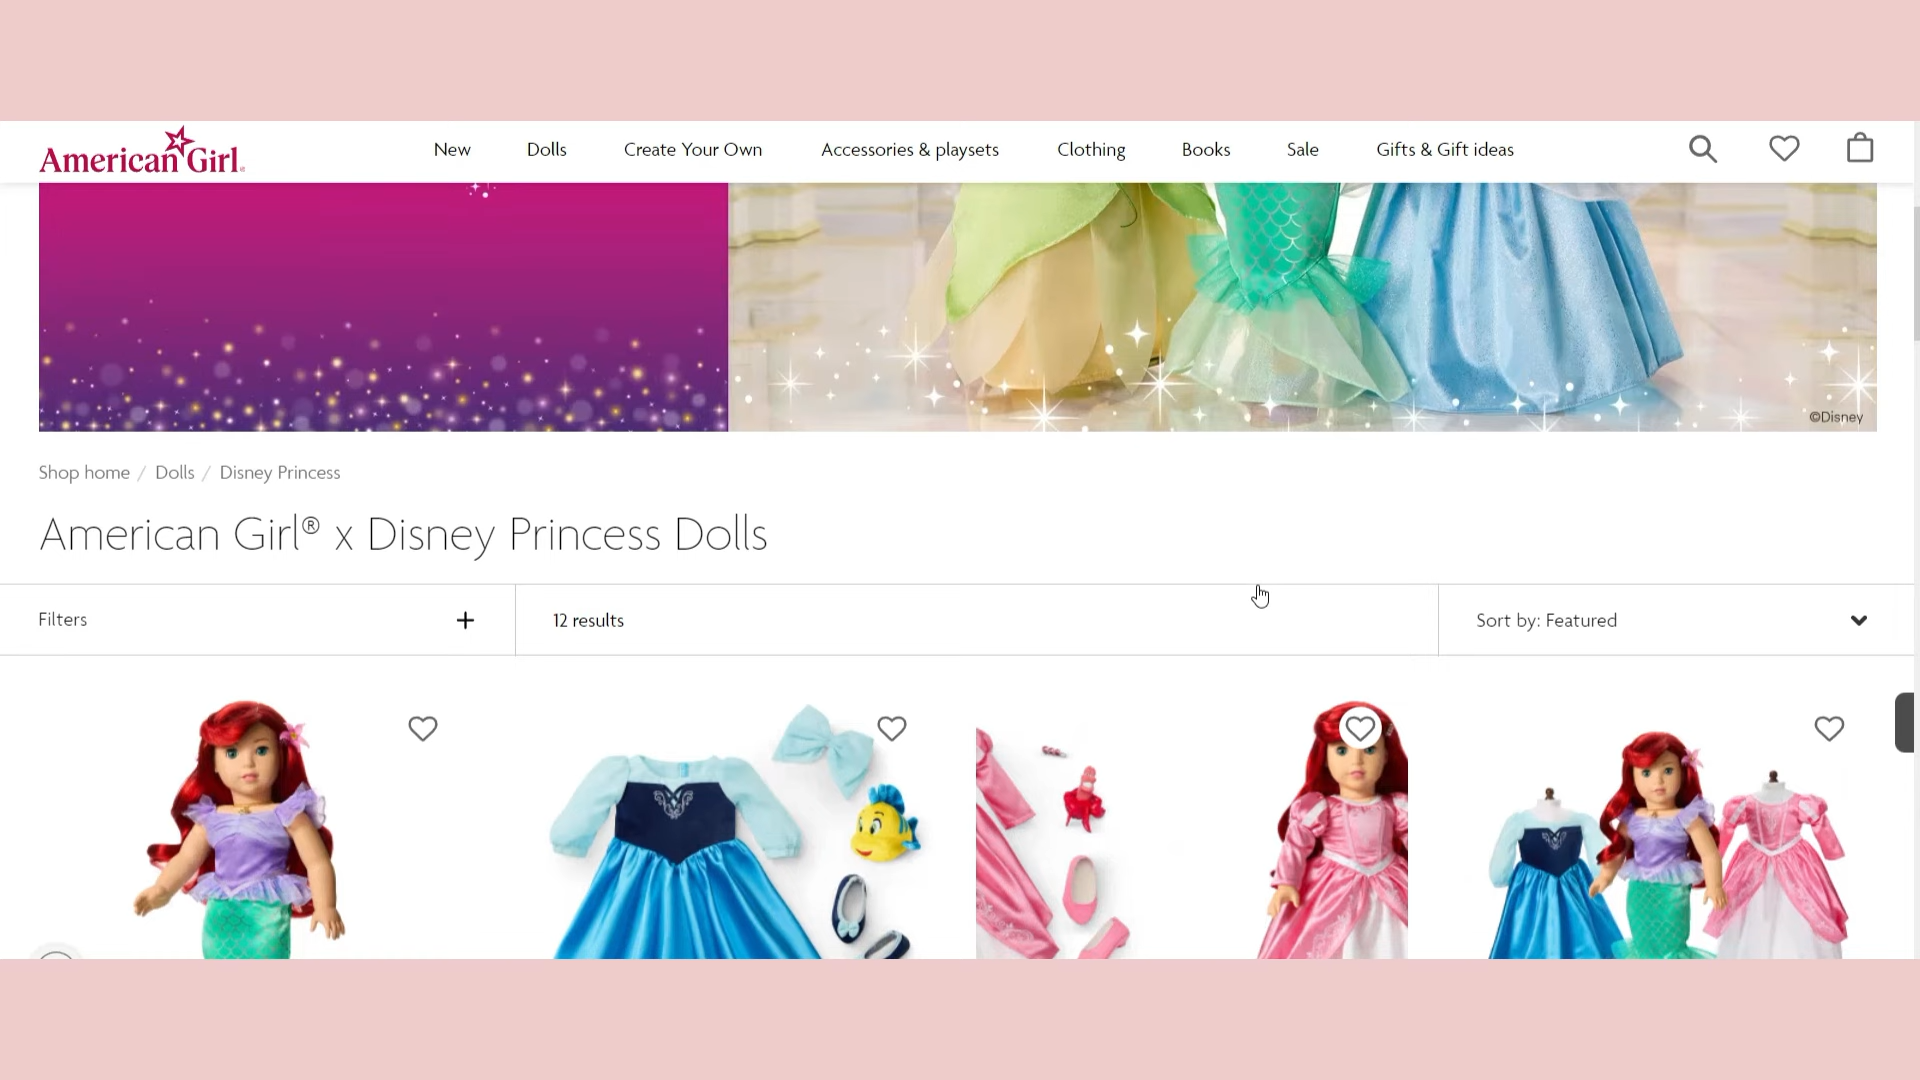 American Girl
New
Dolls
Create Your Own
Accessories & playsets
Clothing
Books
Sale
Gifts & Gift ideas
©Disney
Shop home / Dolls / Disney Princess
American Girl® x Disney Princess Dolls
Filters
12 results
Sort by: Featured